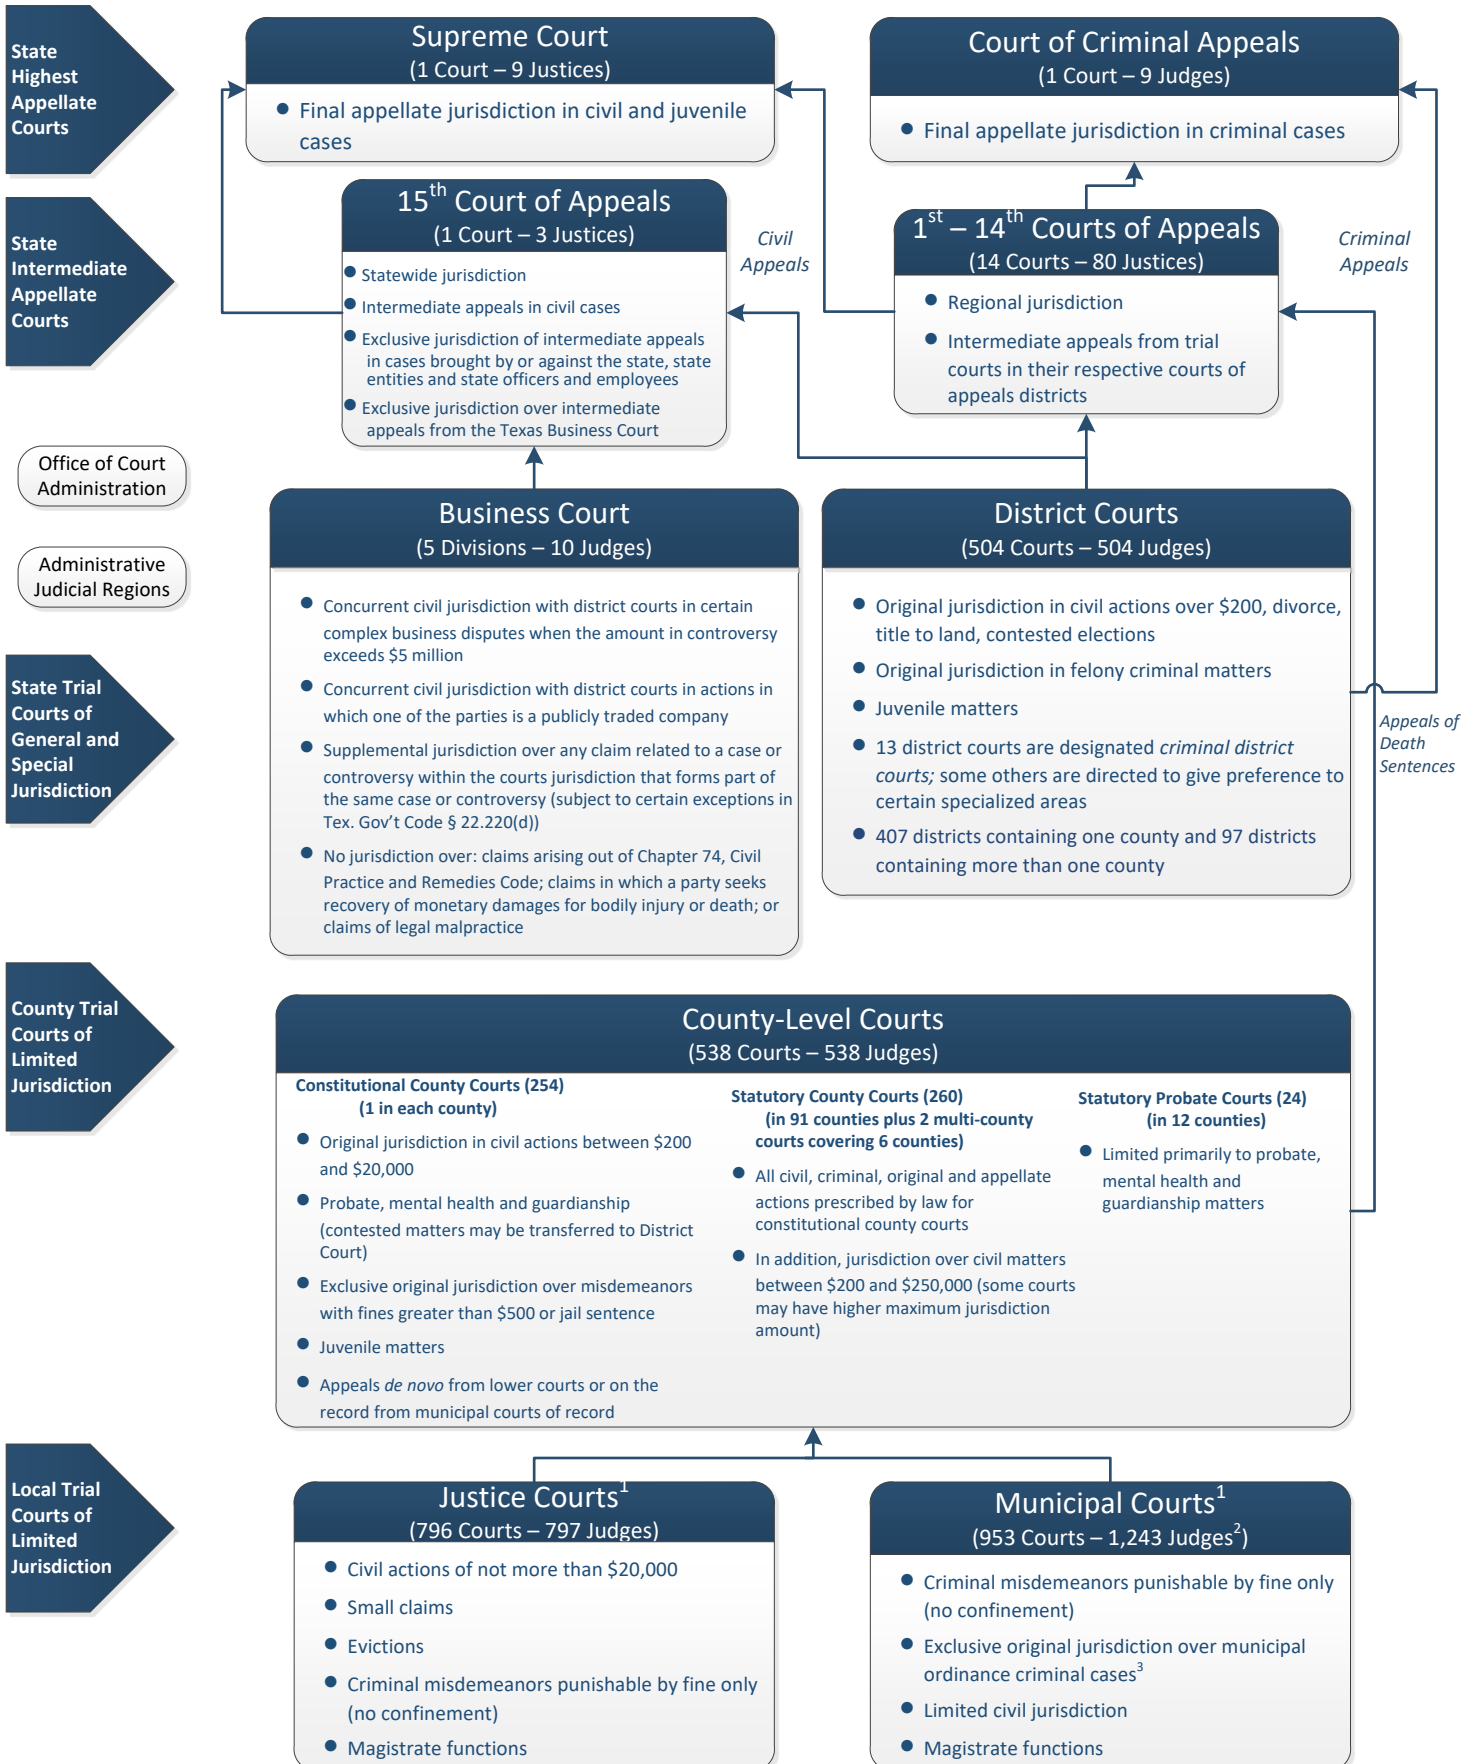 State
Highest
Appellate
Courts
Supreme Court
(1 Court – 9 Justices)
● Final appellate jurisdiction in civil and juvenile
cases
Court of Criminal Appeals
(1 Court – 9 Judges)
● Final appellate jurisdiction in criminal cases
State
Intermediate
Appellate
Courts
15th Court of Appeals
(1 Court – 3 Justices)
● Statewide jurisdiction
● Intermediate appeals in civil cases
● Exclusive jurisdiction of intermediate appeals
in cases brought by or against the state, state
entities and state officers and employees
● Exclusive jurisdiction over intermediate
appeals from the Texas Business Court
Civil
Appeals
1st – 14th Courts of Appeals
(14 Courts – 80 Justices)
● Regional jurisdiction
● Intermediate appeals from trial
courts in their respective courts of
appeals districts
Criminal
Appeals
Office of Court
Administration
Administrative
Judicial Regions
State Trial
Courts of
General and
Special
Jurisdiction
Business Court
(5 Divisions – 10 Judges)
● Concurrent civil jurisdiction with district courts in certain
complex business disputes when the amount in controversy
exceeds $5 million
● Concurrent civil jurisdiction with district courts in actions in
which one of the parties is a publicly traded company
● Supplemental jurisdiction over any claim related to a case or
controversy within the courts jurisdiction that forms part of
the same case or controversy (subject to certain exceptions in
Tex. Gov’t Code § 22.220(d))
● No jurisdiction over: claims arising out of Chapter 74, Civil
Practice and Remedies Code; claims in which a party seeks
recovery of monetary damages for bodily injury or death; or
claims of legal malpractice
District Courts
(504 Courts – 504 Judges)
● Original jurisdiction in civil actions over $200, divorce,
title to land, contested elections
● Original jurisdiction in felony criminal matters
● Juvenile matters
● 13 district courts are designated criminal district
courts; some others are directed to give preference to
certain specialized areas
● 407 districts containing one county and 97 districts
containing more than one county
Appeals of
Death
Sentences
County Trial
Courts of
Limited
Jurisdiction
County-Level Courts
(538 Courts – 538 Judges)
Constitutional County Courts (254)
(1 in each county)
● Original jurisdiction in civil actions between $200
and $20,000
● Probate, mental health and guardianship
(contested matters may be transferred to District
Court)
● Exclusive original jurisdiction over misdemeanors
with fines greater than $500 or jail sentence
● Juvenile matters
● Appeals de novo from lower courts or on the
record from municipal courts of record
Statutory County Courts (260)
(in 91 counties plus 2 multi-county
courts covering 6 counties)
● All civil, criminal, original and appellate
actions prescribed by law for
constitutional county courts
● In addition, jurisdiction over civil matters
between $200 and $250,000 (some courts
may have higher maximum jurisdiction
amount)
Statutory Probate Courts (24)
(in 12 counties)
● Limited primarily to probate,
mental health and
guardianship matters
Local Trial
Courts of
Limited
Jurisdiction
Justice Courts1
(796 Courts – 797 Judges)
● Civil actions of not more than $20,000
● Small claims
● Evictions
● Criminal misdemeanors punishable by fine only
(no confinement)
● Magistrate functions
Municipal Courts1
(953 Courts – 1,243 Judges2)
● Criminal misdemeanors punishable by fine only
(no confinement)
● Exclusive original jurisdiction over municipal
ordinance criminal cases3
● Limited civil jurisdiction
● Magistrate functions